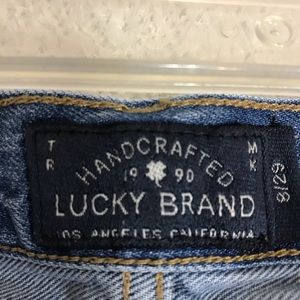 TR
MK
HANDCRAFTED
19 90
LUCKY BRAND
LOS ANGELES CALIFORNIA
8/29